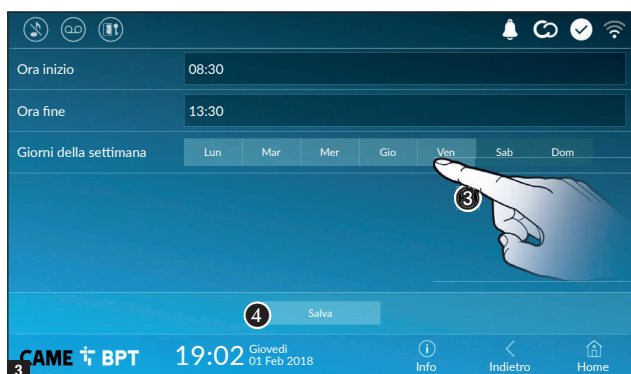 Ora inizio 08:30
Ora fine 13:30
Giorni della settimana Lun Mar Mer Gio Ven Sab Dom
3
4 Salva
CAME BPT 19:02 Giovedì 01 Feb 2018 Info Indietro Home
3